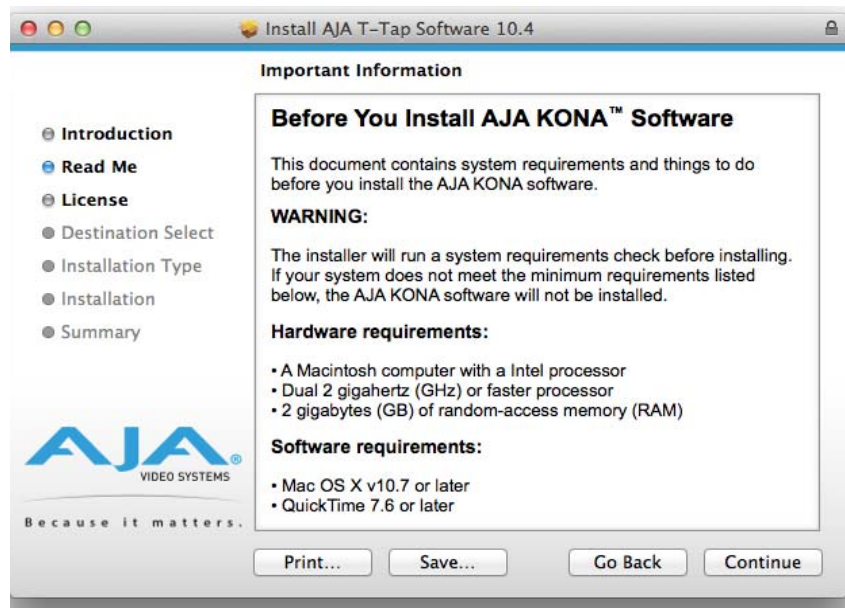 Install AJA T-Tap Software 10.4
Important Information
Introduction
Read Me
License
Destination Select
Installation Type
Installation
Summary
AJA®
VIDEO SYSTEMS
Because it matters.
Before You Install AJA KONA™ Software
This document contains system requirements and things to do
before you install the AJA KONA software.
WARNING:
The installer will run a system requirements check before installing.
If your system does not meet the minimum requirements listed
below, the AJA KONA software will not be installed.
Hardware requirements:
• A Macintosh computer with a Intel processor
• Dual 2 gigahertz (GHz) or faster processor
• 2 gigabytes (GB) of random-access memory (RAM)
Software requirements:
• Mac OS X v10.7 or later
• QuickTime 7.6 or later
Print...
Save...
Go Back
Continue